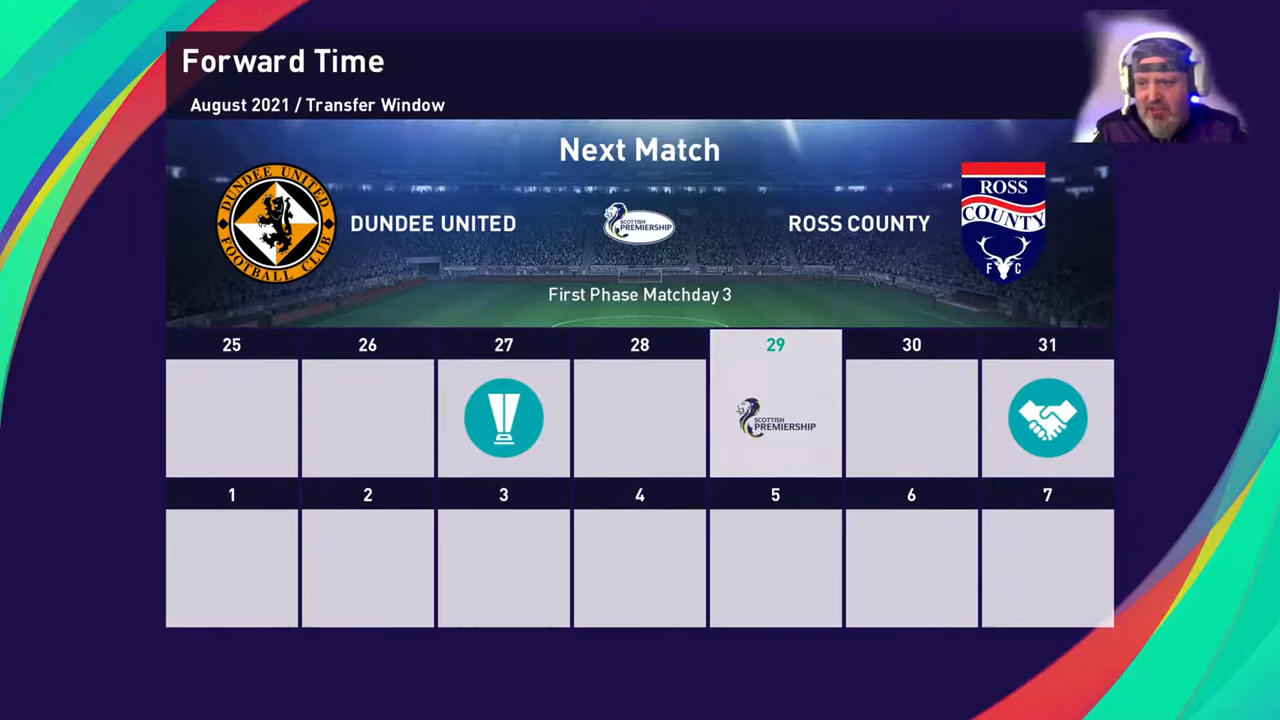 Forward Time
August 2021 / Transfer Window
Next Match
DUNDEE UNITED FOOTBALL CLUB
DUNDEE UNITED
SCOTTISH
PREMIERSHIP
ROSS COUNTY
ROSS
COUNTY
FC
First Phase Matchday 3
25 26 27 28 29 30 31
SCOTTISH
PREMIERSHIP
1 2 3 4 5 6 7